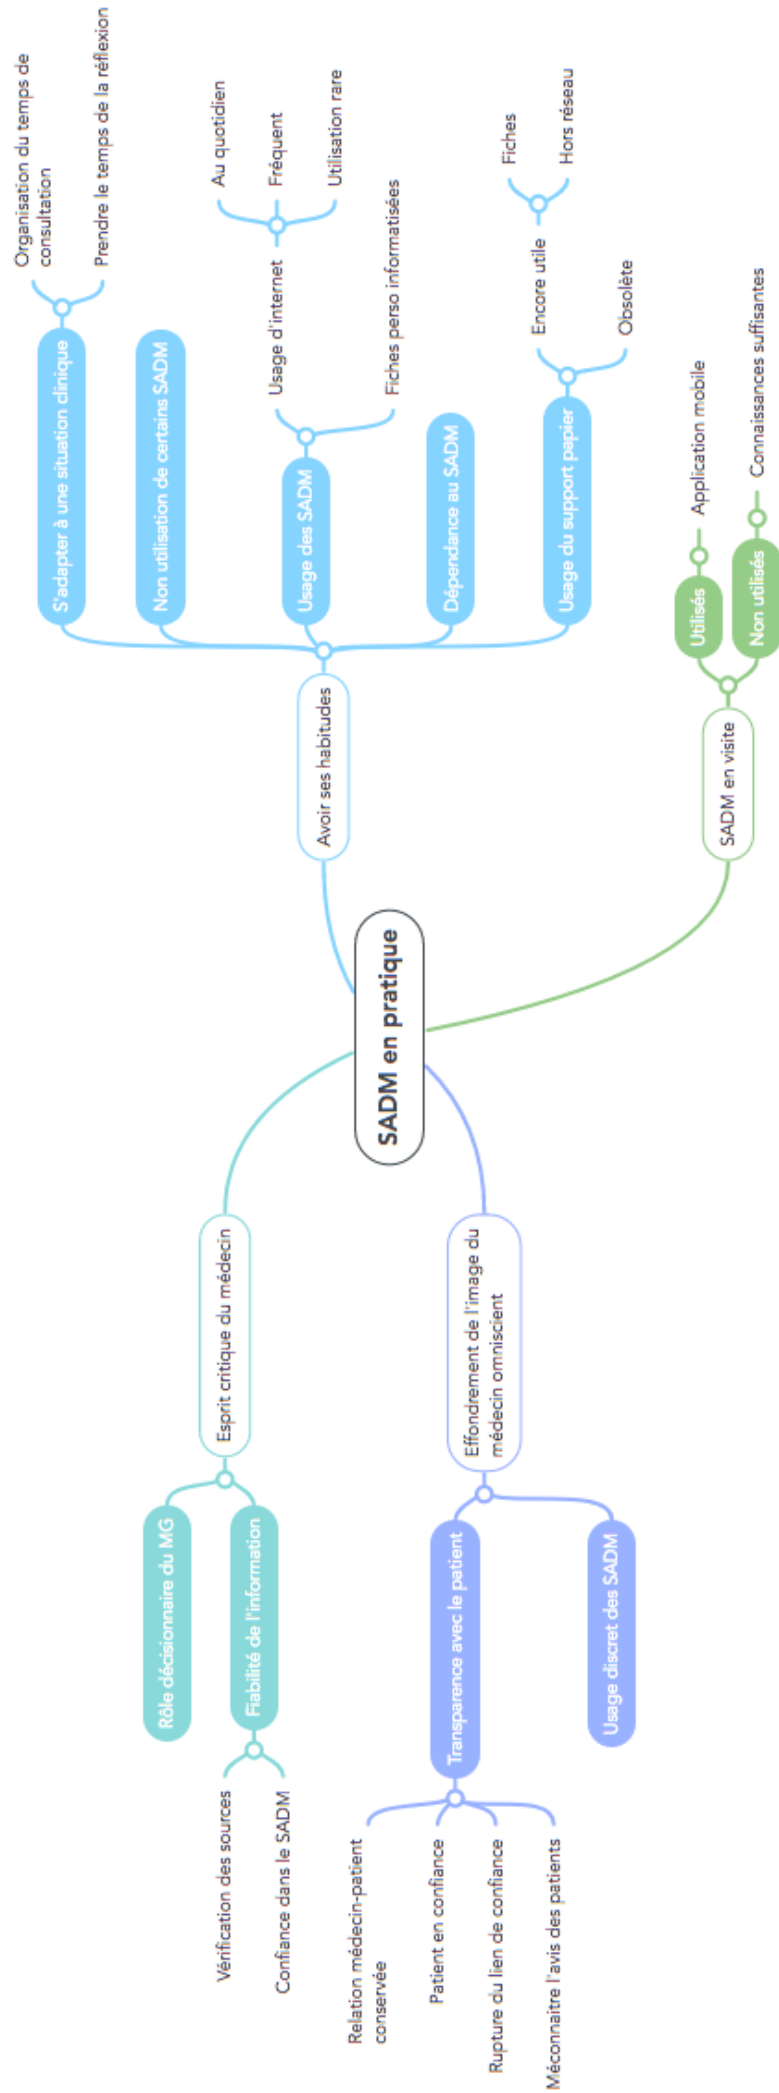 SADM en pratique
Esprit critique du médecin
Rôle décisionnaire du MG
Fiabilité de l'information
Vérification des sources
Confiance dans le SADM
Effondrement de l'image du
médecin omniscient
Transparence avec le patient
Relation médecin-patient
conservée
Patient en confiance
Rupture du lien de confiance
Méconnaitre l'avis des patients
Usage discret des SADM
Avoir ses habitudes
S'adapter à une situation clinique
Organisation du temps de
consultation
Prendre le temps de la réflexion
Non utilisation de certains SADM
Usage des SADM
Usage d'internet
Au quotidien
Fréquent
Utilisation rare
Fiches perso informatisées
Dépendance au SADM
Usage du support papier
Encore utile
Fiches
Hors réseau
Obsolète
SADM en visite
Utilisés
Application mobile
Non utilisés
Connaissances suffisantes